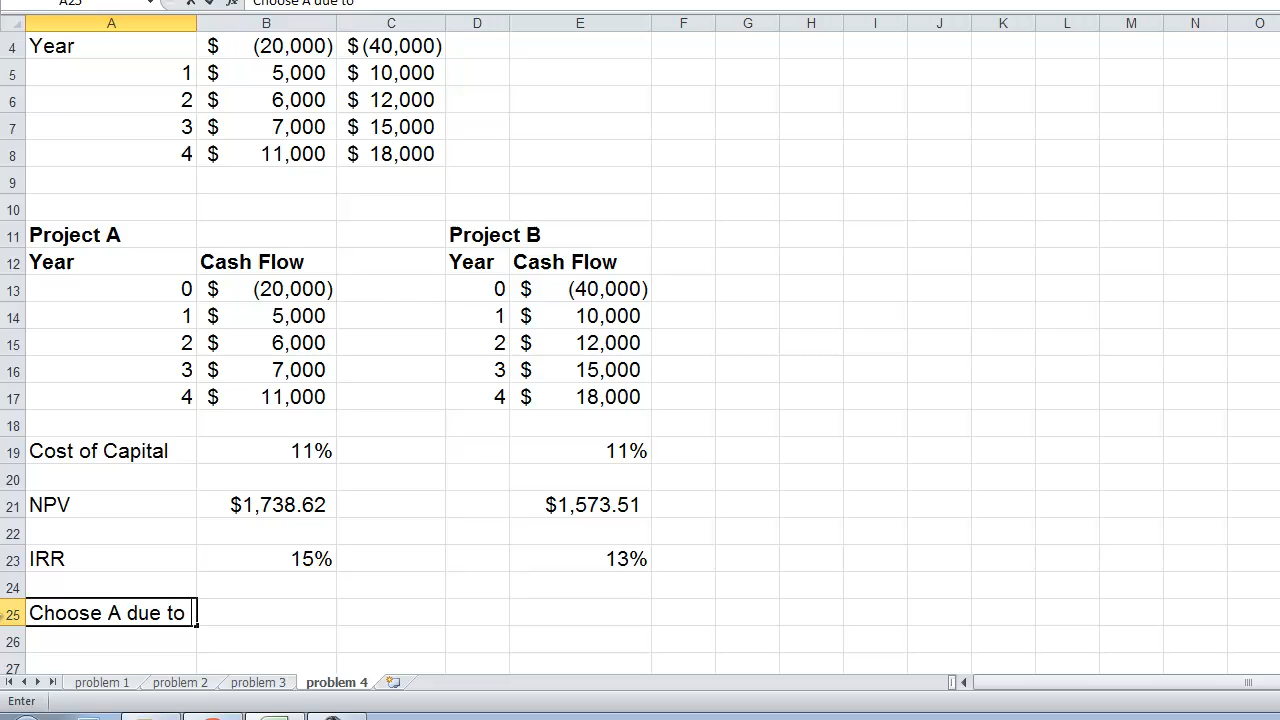 A25 Choose A due to
A B C D E F G H I J K L M N O
4 Year $ (20,000) $ (40,000)
5 1 $ 5,000 $ 10,000
6 2 $ 6,000 $ 12,000
7 3 $ 7,000 $ 15,000
8 4 $ 11,000 $ 18,000
9
10
11 Project A Project B
12 Year Cash Flow Year Cash Flow
13 0 $ (20,000) 0 $ (40,000)
14 1 $ 5,000 1 $ 10,000
15 2 $ 6,000 2 $ 12,000
16 3 $ 7,000 3 $ 15,000
17 4 $ 11,000 4 $ 18,000
18
19 Cost of Capital 11% 11%
20
21 NPV $1,738.62 $1,573.51
22
23 IRR 15% 13%
24
25 Choose A due to
26
27
problem 1 problem 2 problem 3 problem 4
Enter